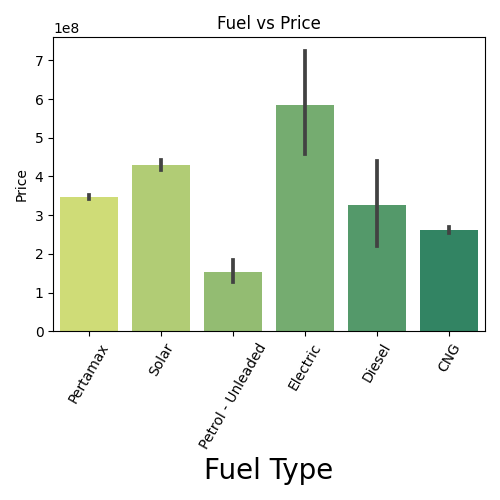 Fuel vs Price
1e8
7
6
5
4
3
2
1
0
Price
Pertamax
Solar
Petrol - Unleaded
Electric
Diesel
CNG
Fuel Type